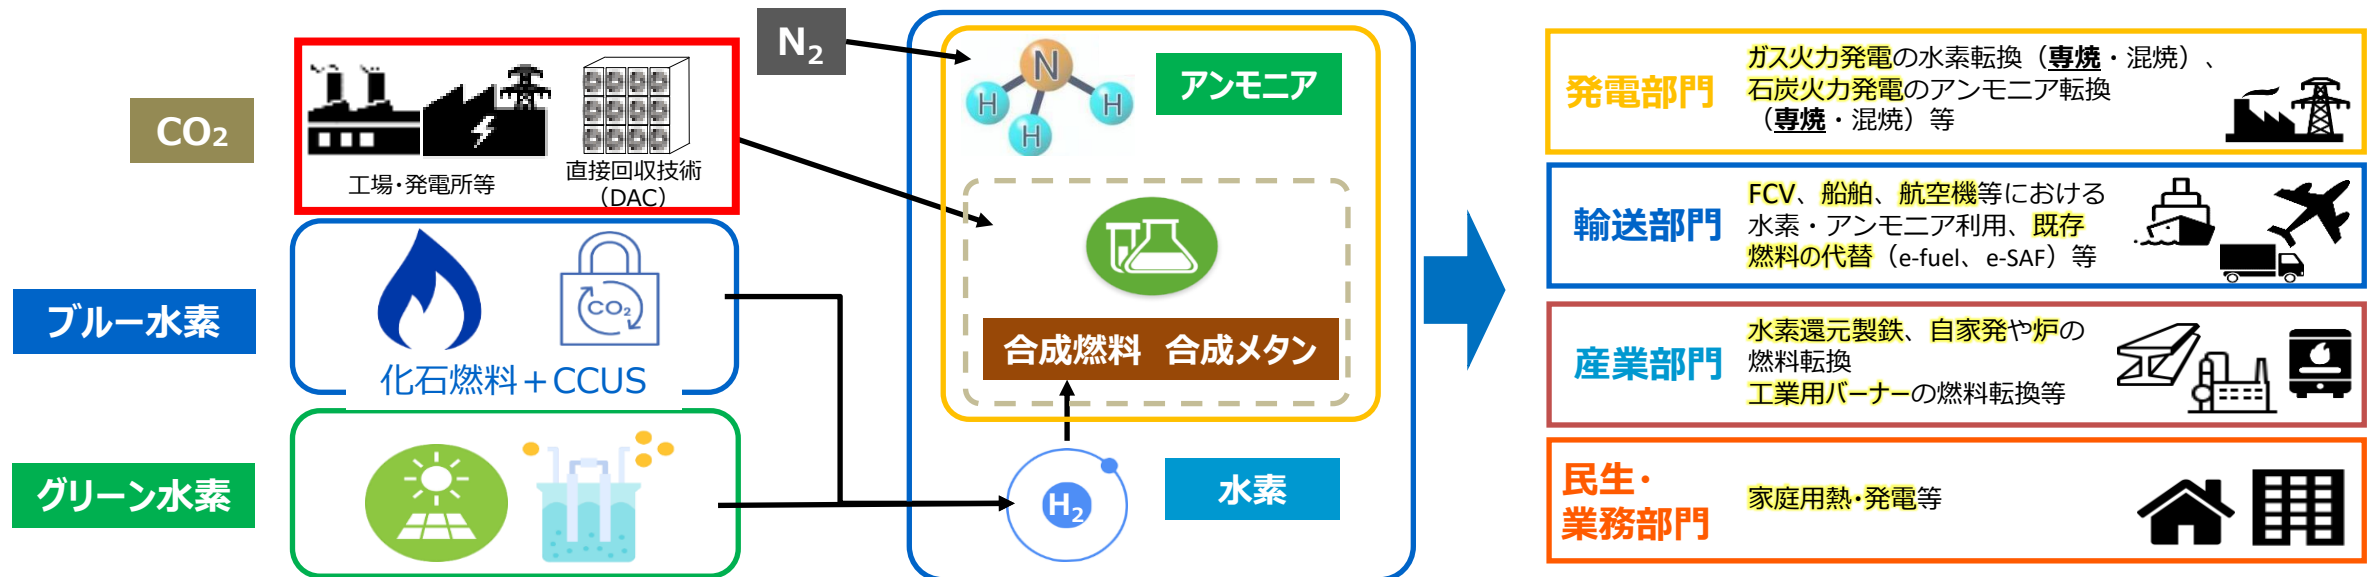 CO₂
工場・発電所等
直接回収技術
（DAC）
ブルー水素
CO₂
化石燃料＋CCUS
グリーン水素
N₂
N
H
H
H
アンモニア
合成燃料 合成メタン
H₂
水素
発電部門
ガス火力発電の水素転換（専焼・混焼）、
石炭火力発電のアンモニア転換
（専焼・混焼）等
輸送部門
FCV、船舶、航空機等における
水素・アンモニア利用、既存
燃料の代替（e-fuel、e-SAF）等
産業部門
水素還元製鉄、自家発や炉の
燃料転換
工業用バーナーの燃料転換等
民生・
業務部門
家庭用熱・発電等